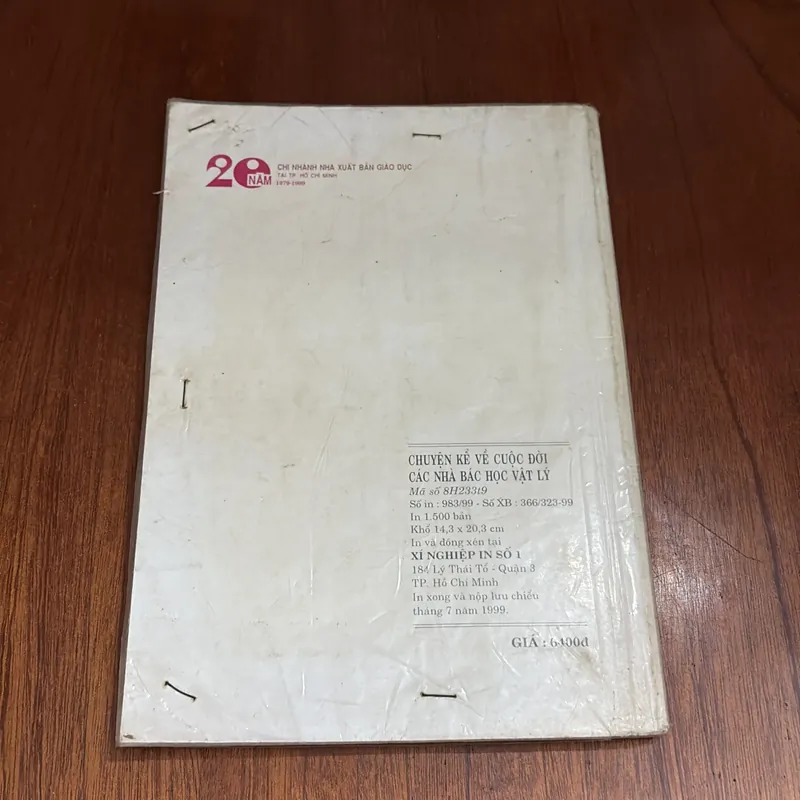 20 NĂM
CHI NHÁNH NHÀ XUẤT BẢN GIÁO DỤC
TẠI TP. HỒ CHÍ MINH
1979-1999
CHUYỆN KỂ VỀ CUỘC ĐỜI
CÁC NHÀ BÁC HỌC VẬT LÝ
Mã số 8H233t9
Số in : 983/99 - Số XB : 366/323-99
In 1.500 bản
Khổ 14,3 x 20,3 cm
In và đóng xén tại
XÍ NGHIỆP IN SỐ 1
184 Lý Thái Tổ - Quận 3
TP. Hồ Chí Minh
In xong và nộp lưu chiểu
tháng 7 năm 1999.
GIÁ : 6400đ